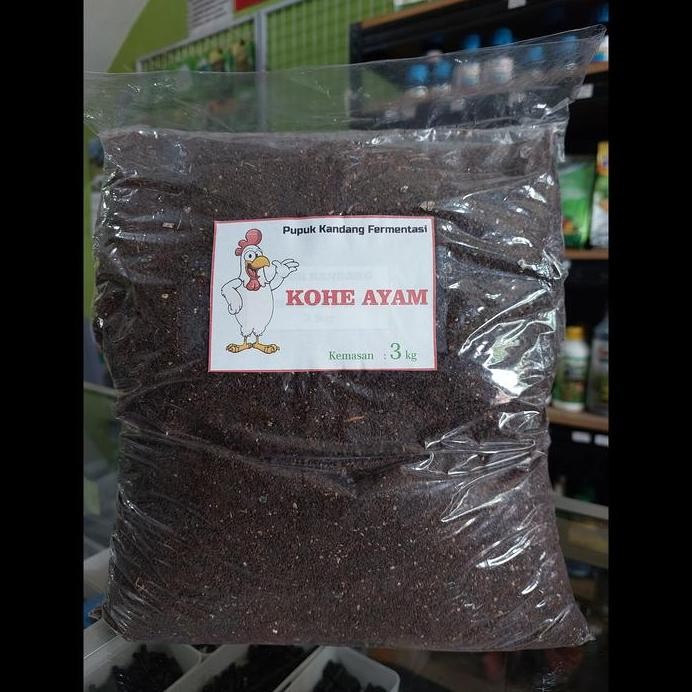 Pupuk Kandang Fermentasi
KOHE AYAM
Kemasan : 3 kg